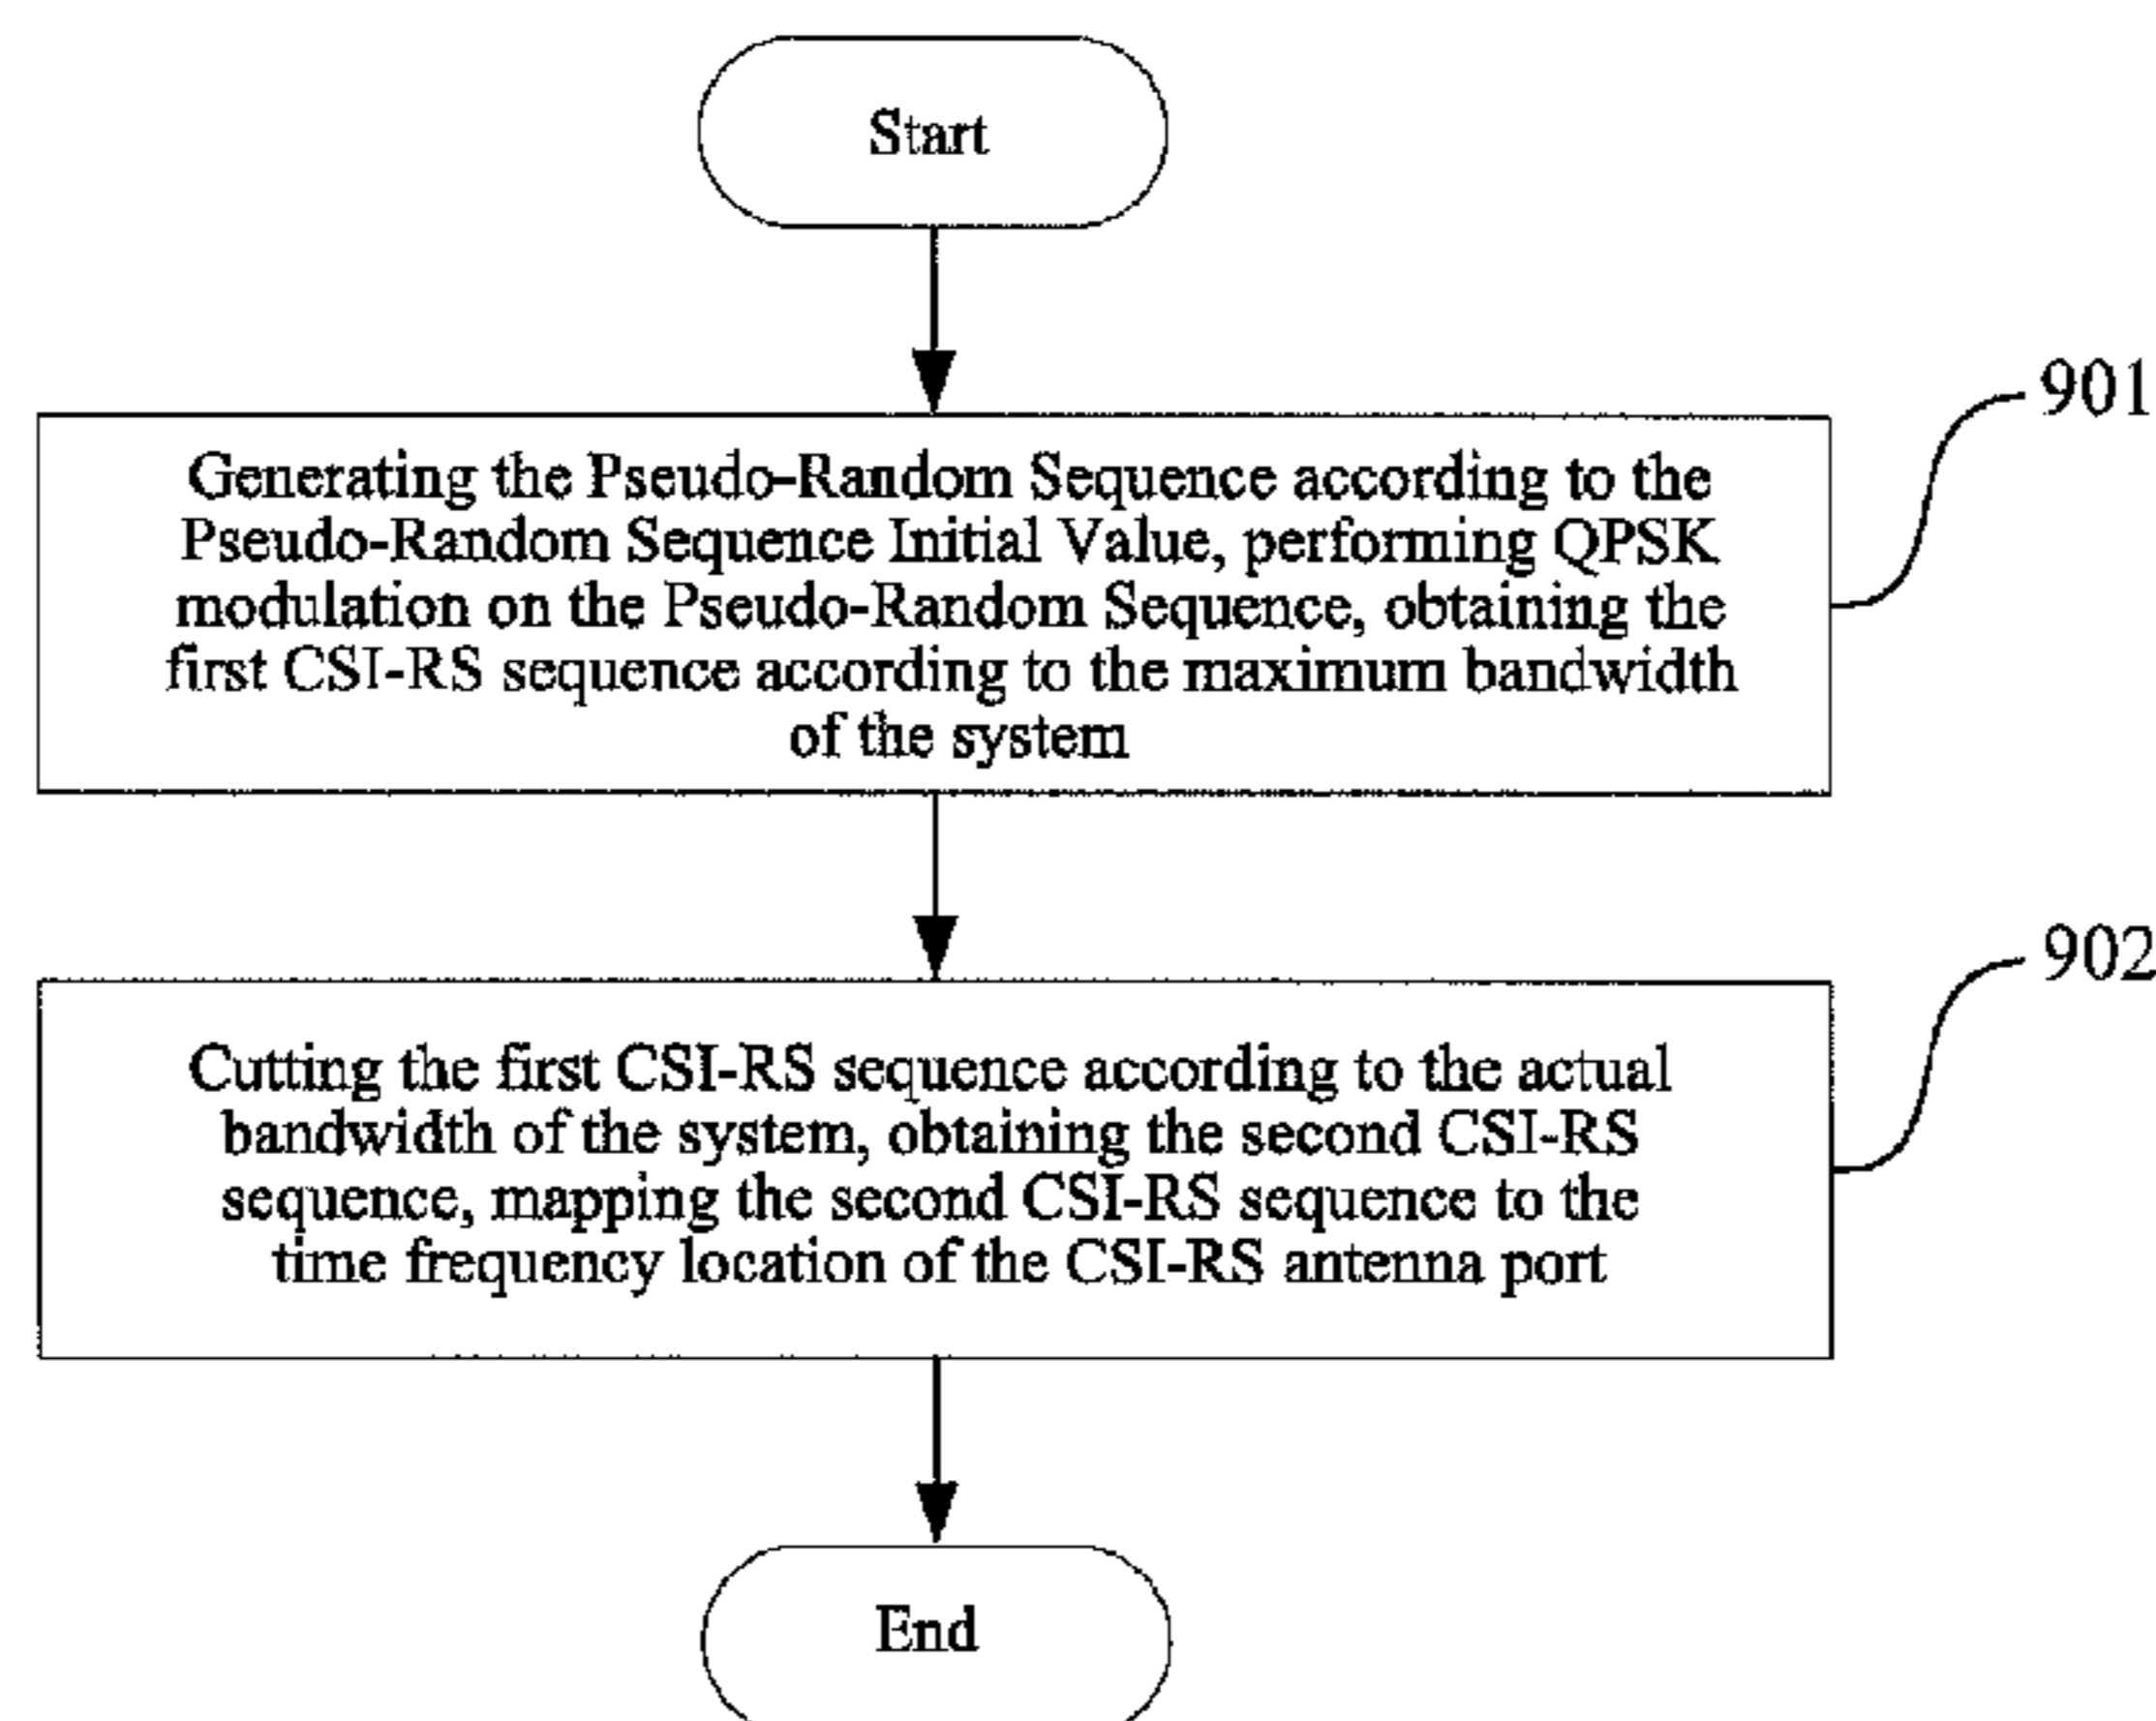 Start
901
Generating the Pseudo-Random Sequence according to the
Pseudo-Random Sequence Initial Value, performing QPSK
modulation on the Pseudo-Random Sequence, obtaining the
first CSI-RS sequence according to the maximum bandwidth
of the system
902
Cutting the first CSI-RS sequence according to the actual
bandwidth of the system, obtaining the second CSI-RS
sequence, mapping the second CSI-RS sequence to the
time frequency location of the CSI-RS antenna port
End